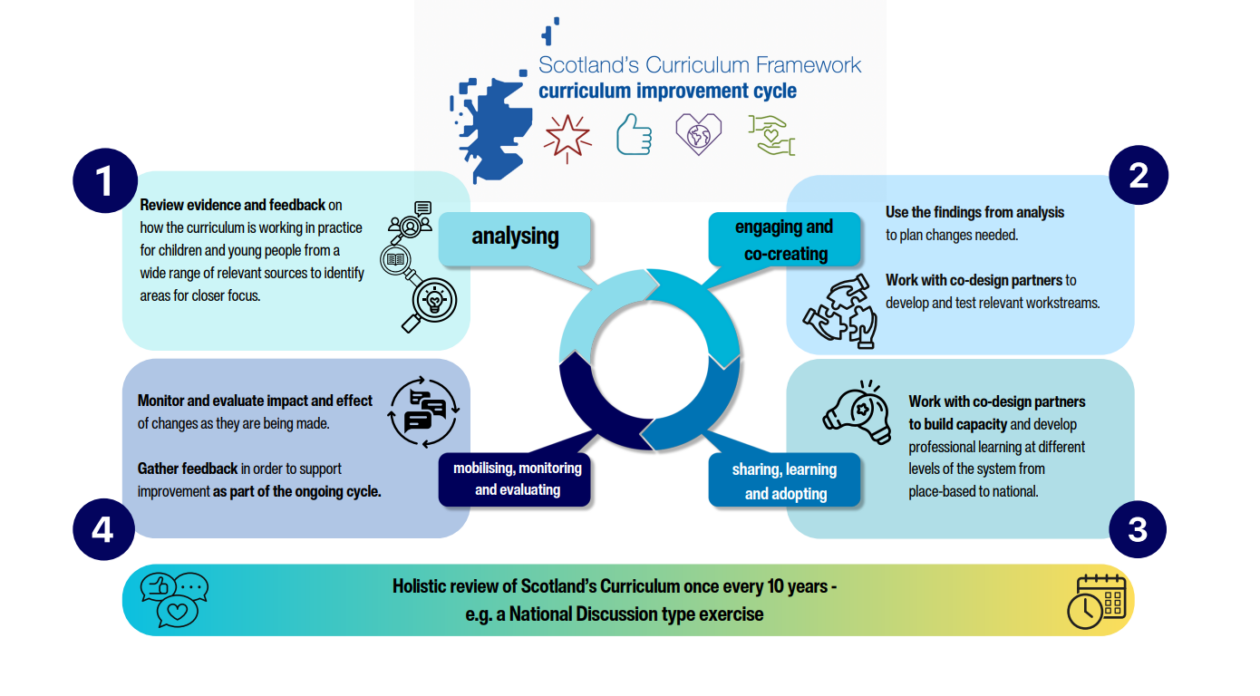 Scotland's Curriculum Framework
curriculum improvement cycle
1
Review evidence and feedback on
how the curriculum is working in practice
for children and young people from a
wide range of relevant sources to identify
areas for closer focus.
analysing
engaging and
co-creating
2
Use the findings from analysis
to plan changes needed.
Work with co-design partners to
develop and test relevant workstreams.
Work with co-design partners
to build capacity and develop
professional learning at different
levels of the system from
place-based to national.
3
sharing, learning
and adopting
mobilising, monitoring
and evaluating
Monitor and evaluate impact and effect
of changes as they are being made.
Gather feedback in order to support
improvement as part of the ongoing cycle.
4
Holistic review of Scotland's Curriculum once every 10 years -
e.g. a National Discussion type exercise